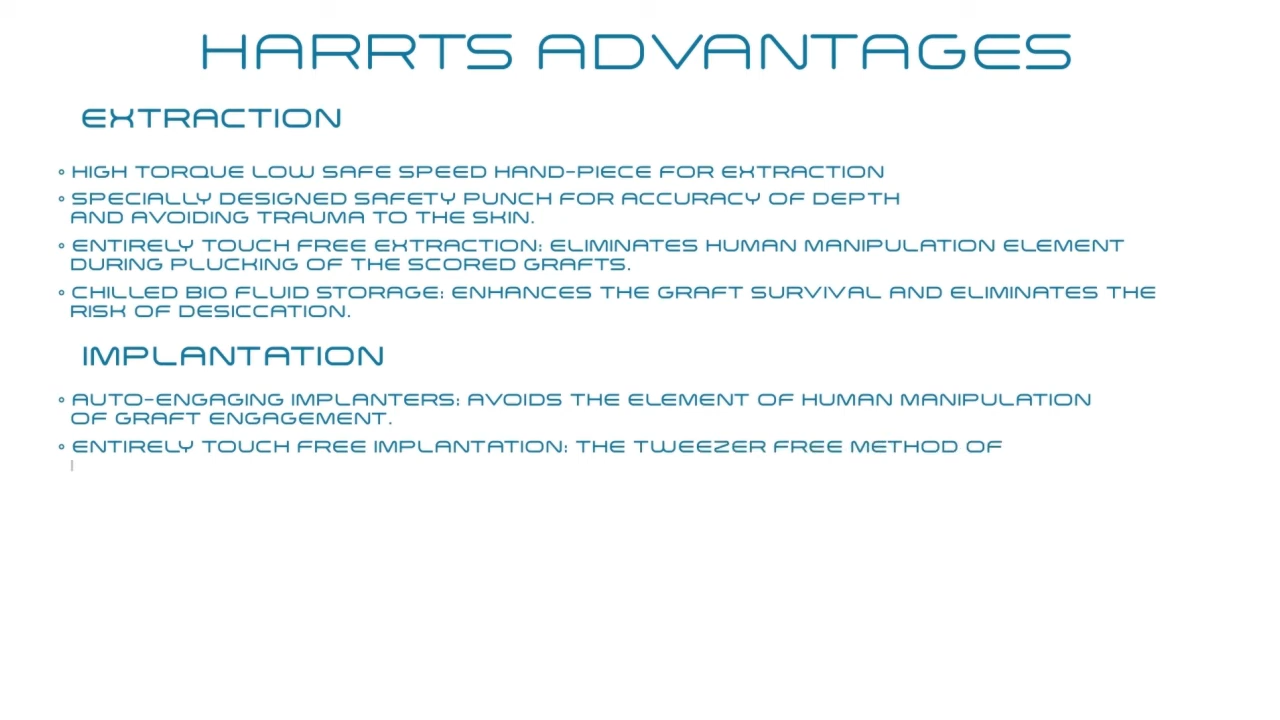 HARRTS ADVANTAGES
EXTRACTION
◦ HIGH TORQUE LOW SAFE SPEED HAND-PIECE FOR EXTRACTION
◦ SPECIALLY DESIGNED SAFETY PUNCH FOR ACCURACY OF DEPTH
AND AVOIDING TRAUMA TO THE SKIN.
◦ ENTIRELY TOUCH FREE EXTRACTION: ELIMINATES HUMAN MANIPULATION ELEMENT
DURING PLUCKING OF THE SCORED GRAFTS.
◦ CHILLED BIO FLUID STORAGE: ENHANCES THE GRAFT SURVIVAL AND ELIMINATES THE
RISK OF DESICCATION.
IMPLANTATION
◦ AUTO-ENGAGING IMPLANTERS: AVOIDS THE ELEMENT OF HUMAN MANIPULATION
OF GRAFT ENGAGEMENT.
◦ ENTIRELY TOUCH FREE IMPLANTATION: THE TWEEZER FREE METHOD OF